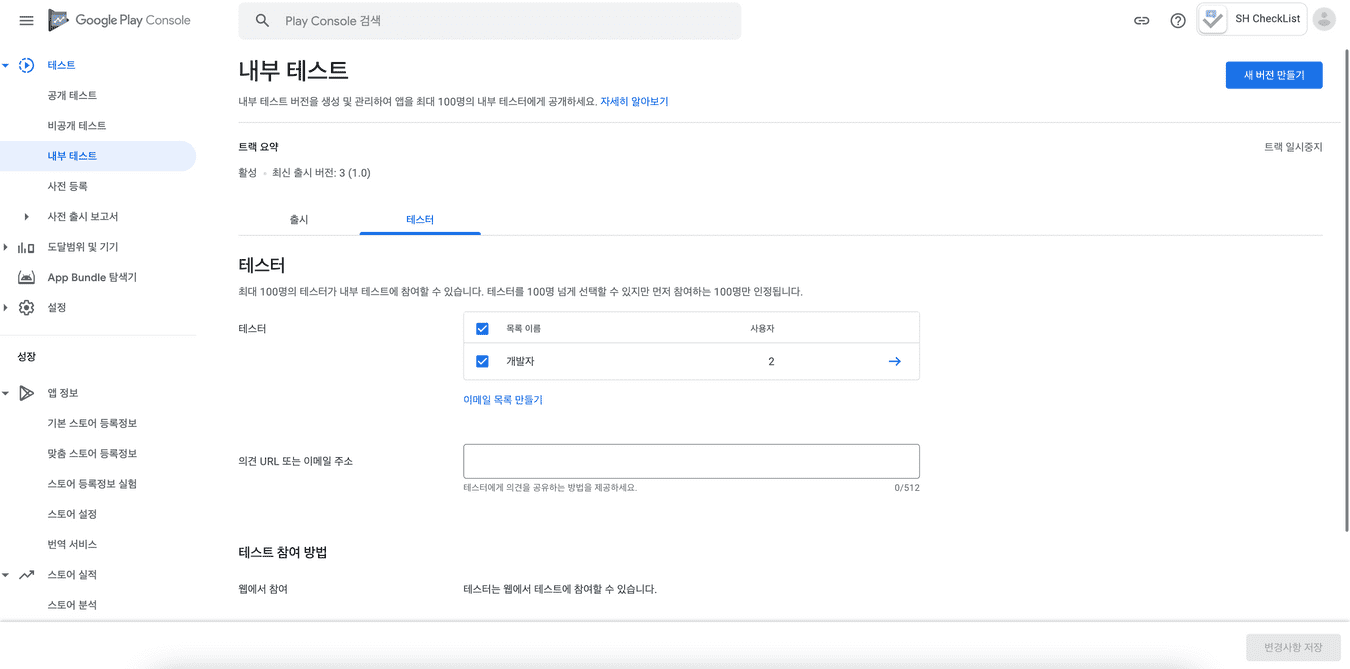 Google Play Console
Play Console 검색
SH CheckList
테스트
공개 테스트
비공개 테스트
내부 테스트
사전 등록
사전 출시 보고서
도달범위 및 기기
App Bundle 탐색기
설정
성장
앱 정보
기본 스토어 등록정보
맞춤 스토어 등록정보
스토어 등록정보 실험
스토어 설정
번역 서비스
스토어 실적
스토어 분석
내부 테스트
새 버전 만들기
내부 테스트 버전을 생성 및 관리하여 앱을 최대 100명의 내부 테스터에게 공개하세요. 자세히 알아보기
트랙 요약
트랙 일시중지
활성 • 최신 출시 버전: 3 (1.0)
출시 테스터
테스터
최대 100명의 테스터가 내부 테스트에 참여할 수 있습니다. 테스터를 100명 넘게 선택할 수 있지만 먼저 참여하는 100명만 인정됩니다.
테스터
목록 이름 사용자
개발자 2
이메일 목록 만들기
의견 URL 또는 이메일 주소
테스터에게 의견을 공유하는 방법을 제공하세요. 0/512
테스트 참여 방법
웹에서 참여 테스터는 웹에서 테스트에 참여할 수 있습니다.
변경사항 저장